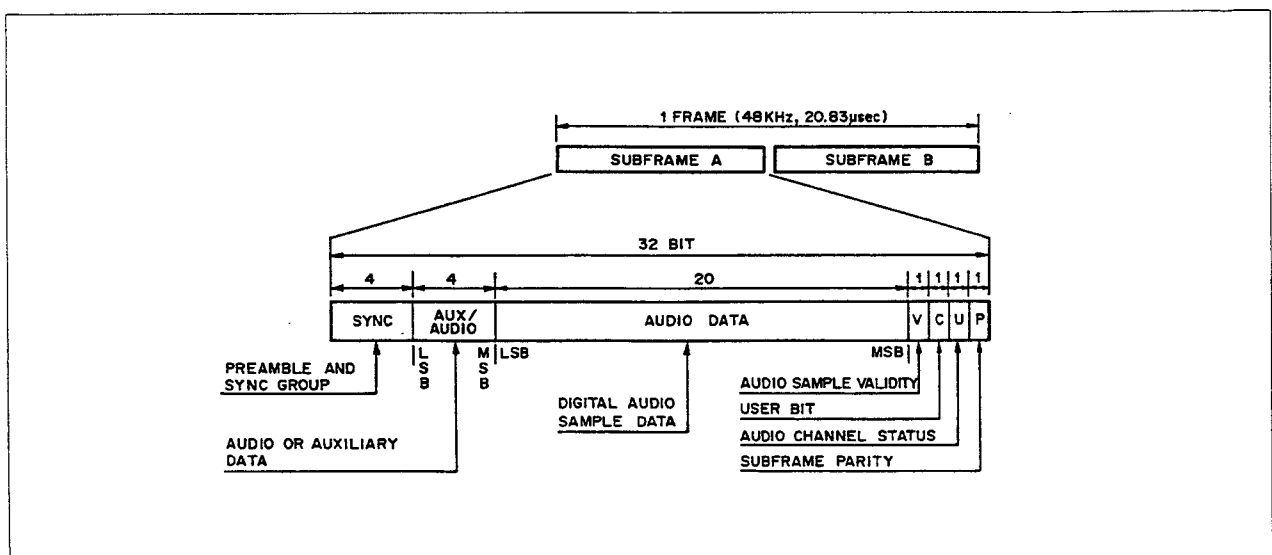 1 FRAME (48KHz, 20.83µsec)
SUBFRAME A SUBFRAME B
32 BIT
4 4 20 1 1 1 1
SYNC AUX/ AUDIO AUDIO DATA V C U P
LSB MSB LSB MSB
PREAMBLE AND
SYNC GROUP
AUDIO OR AUXILIARY
DATA
DIGITAL AUDIO
SAMPLE DATA
AUDIO SAMPLE VALIDITY
USER BIT
AUDIO CHANNEL STATUS
SUBFRAME PARITY